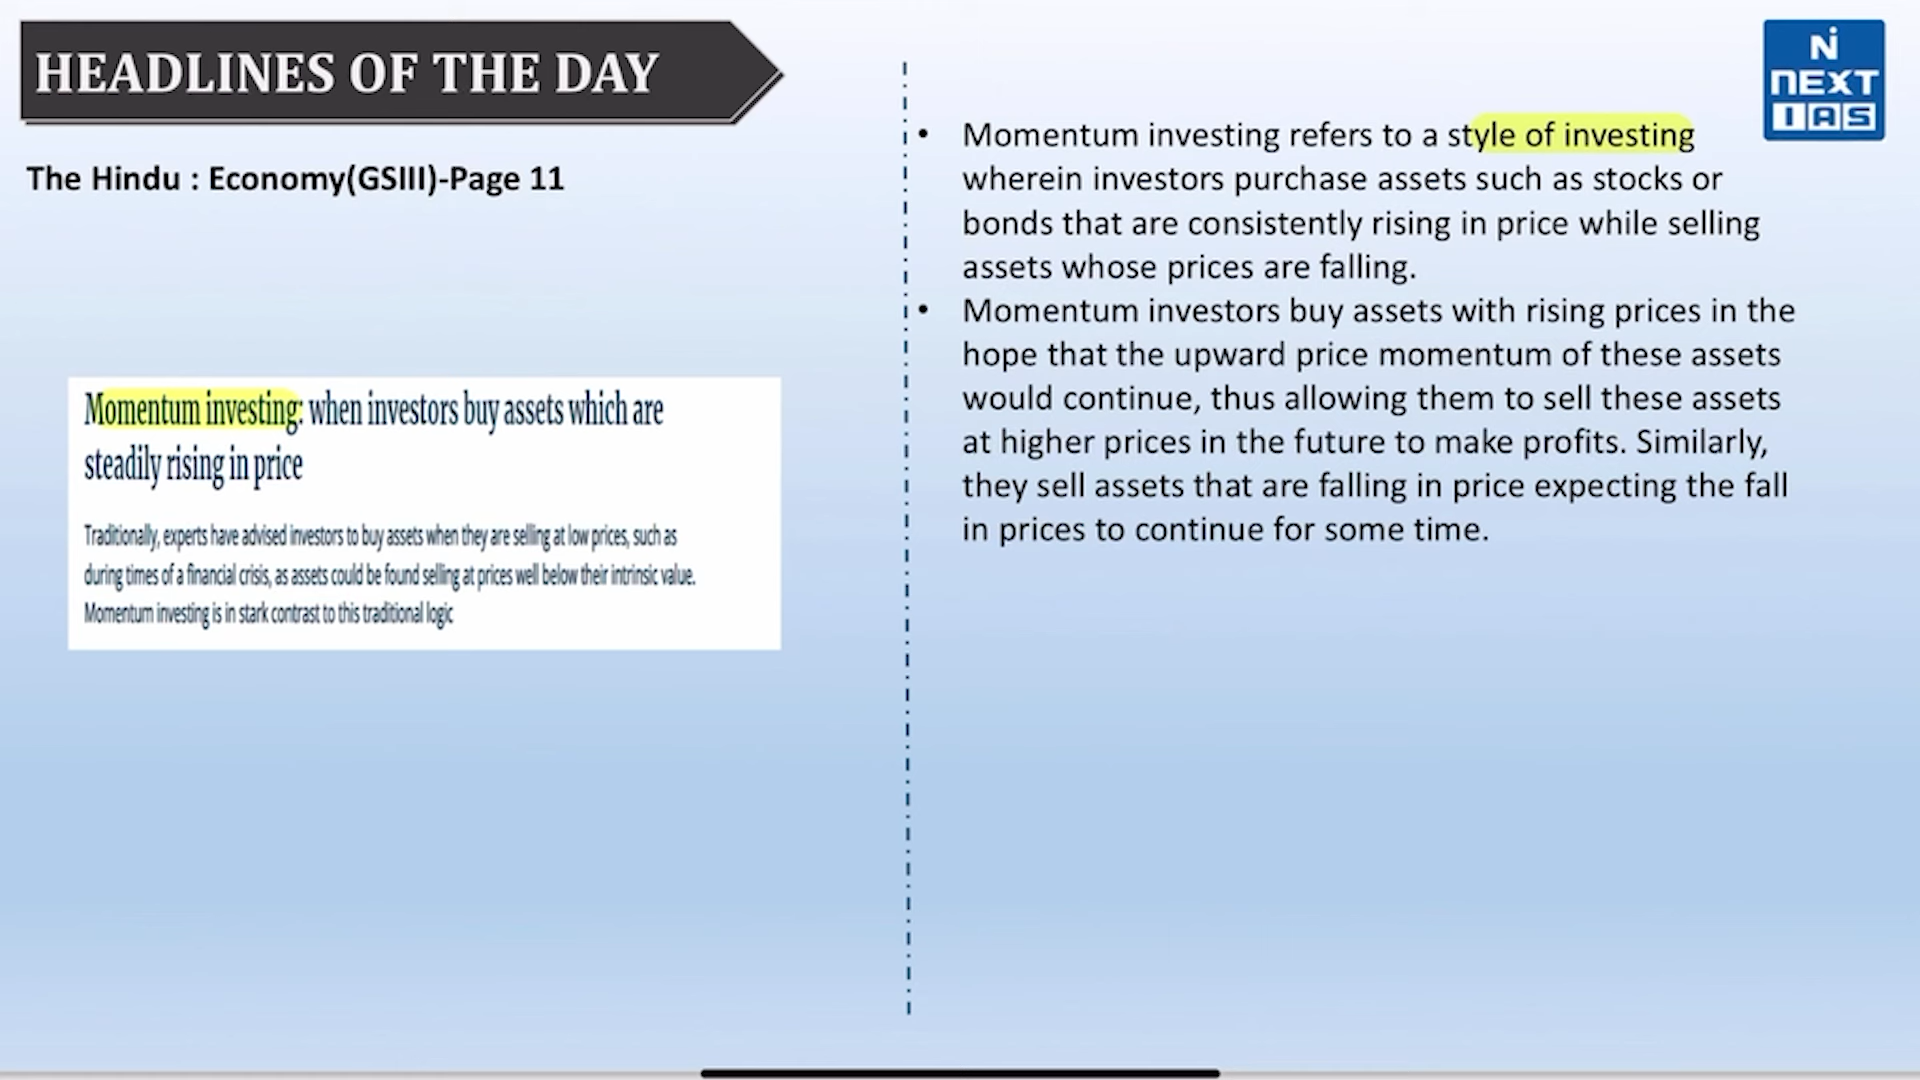 HEADLINES OF THE DAY
The Hindu : Economy(GSIII)-Page 11
Momentum investing: when investors buy assets which are
steadily rising in price
Traditionally, experts have advised investors to buy assets when they are selling at low prices, such as
during times of a financial crisis, as assets could be found selling at prices well below their intrinsic value.
Momentum investing is in stark contrast to this traditional logic
• Momentum investing refers to a style of investing
wherein investors purchase assets such as stocks or
bonds that are consistently rising in price while selling
assets whose prices are falling.
• Momentum investors buy assets with rising prices in the
hope that the upward price momentum of these assets
would continue, thus allowing them to sell these assets
at higher prices in the future to make profits. Similarly,
they sell assets that are falling in price expecting the fall
in prices to continue for some time.
N
NEXT
IAS